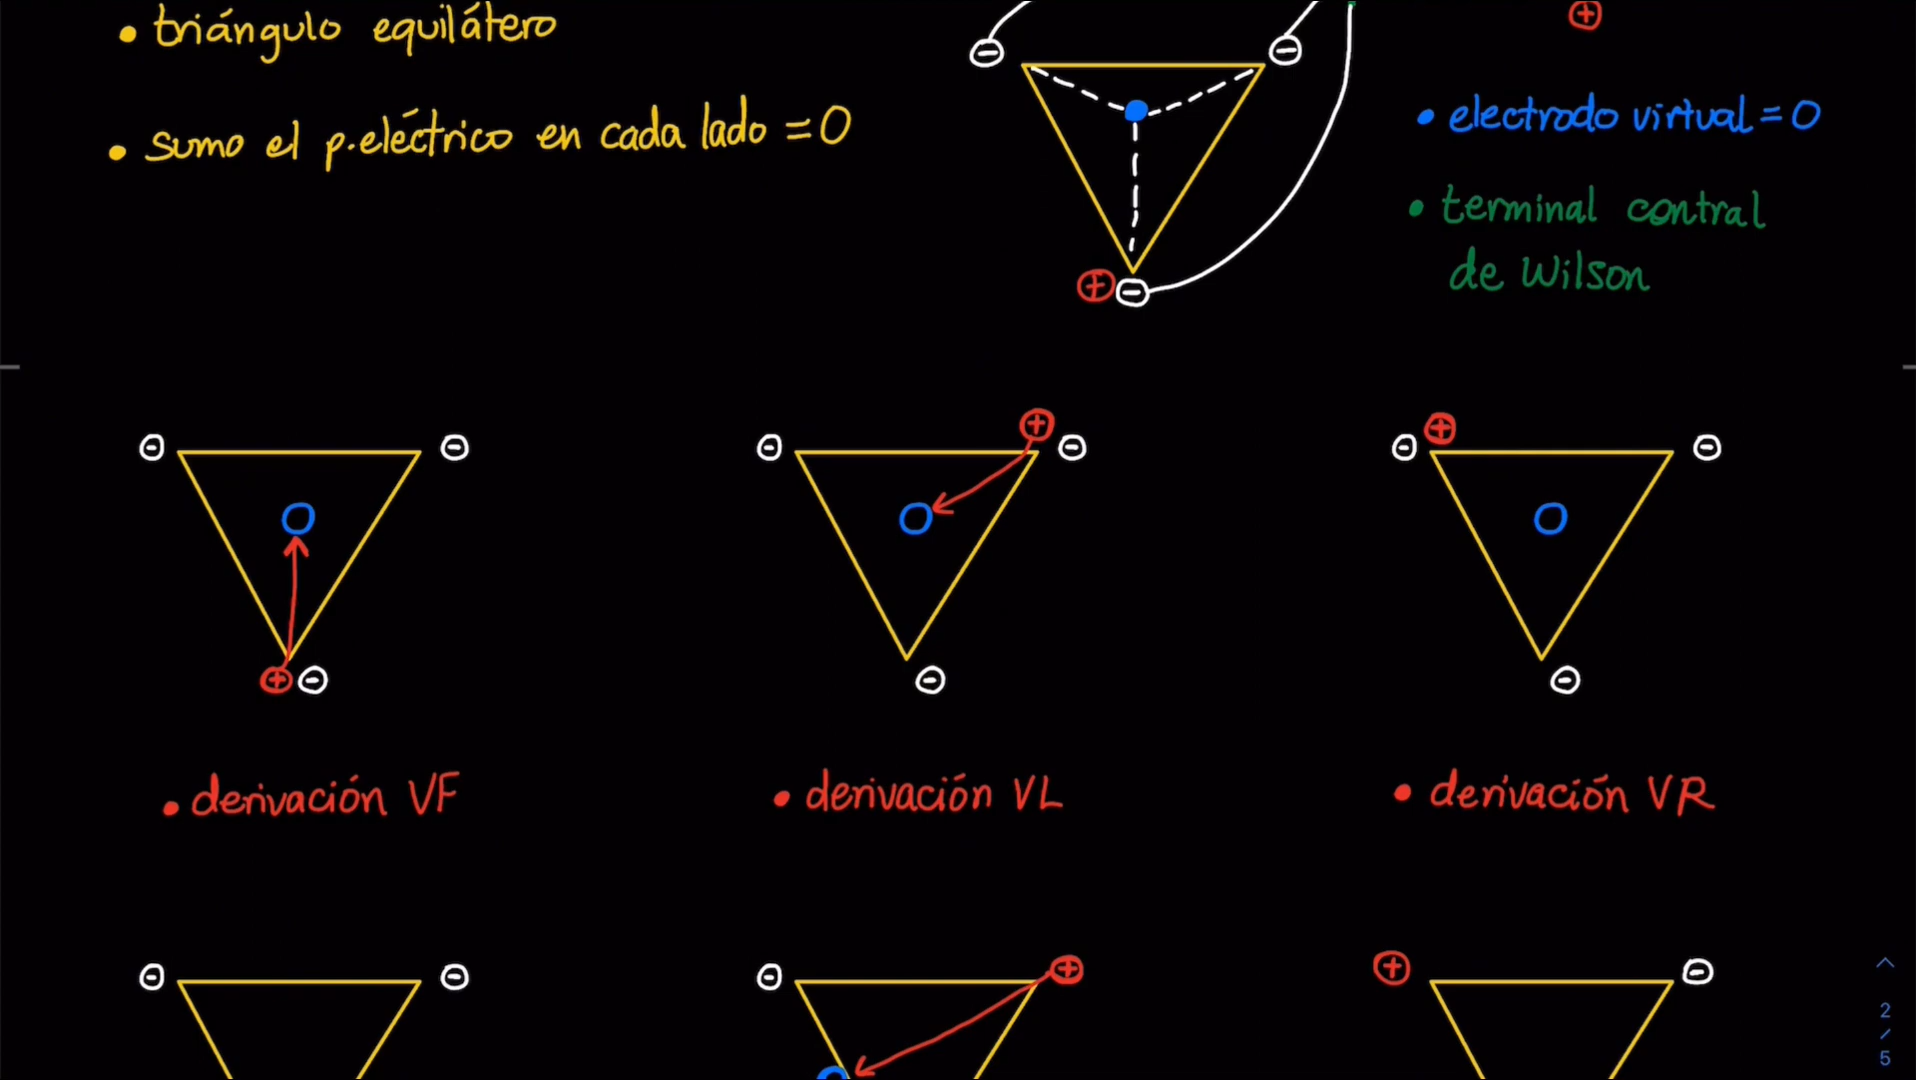 • triángulo equilátero
• sumo el p.eléctrico en cada lado = 0
• electrodo virtual = 0
• terminal contral
de Wilson
• derivación VF
• derivación VL
• derivación VR
2
/
5